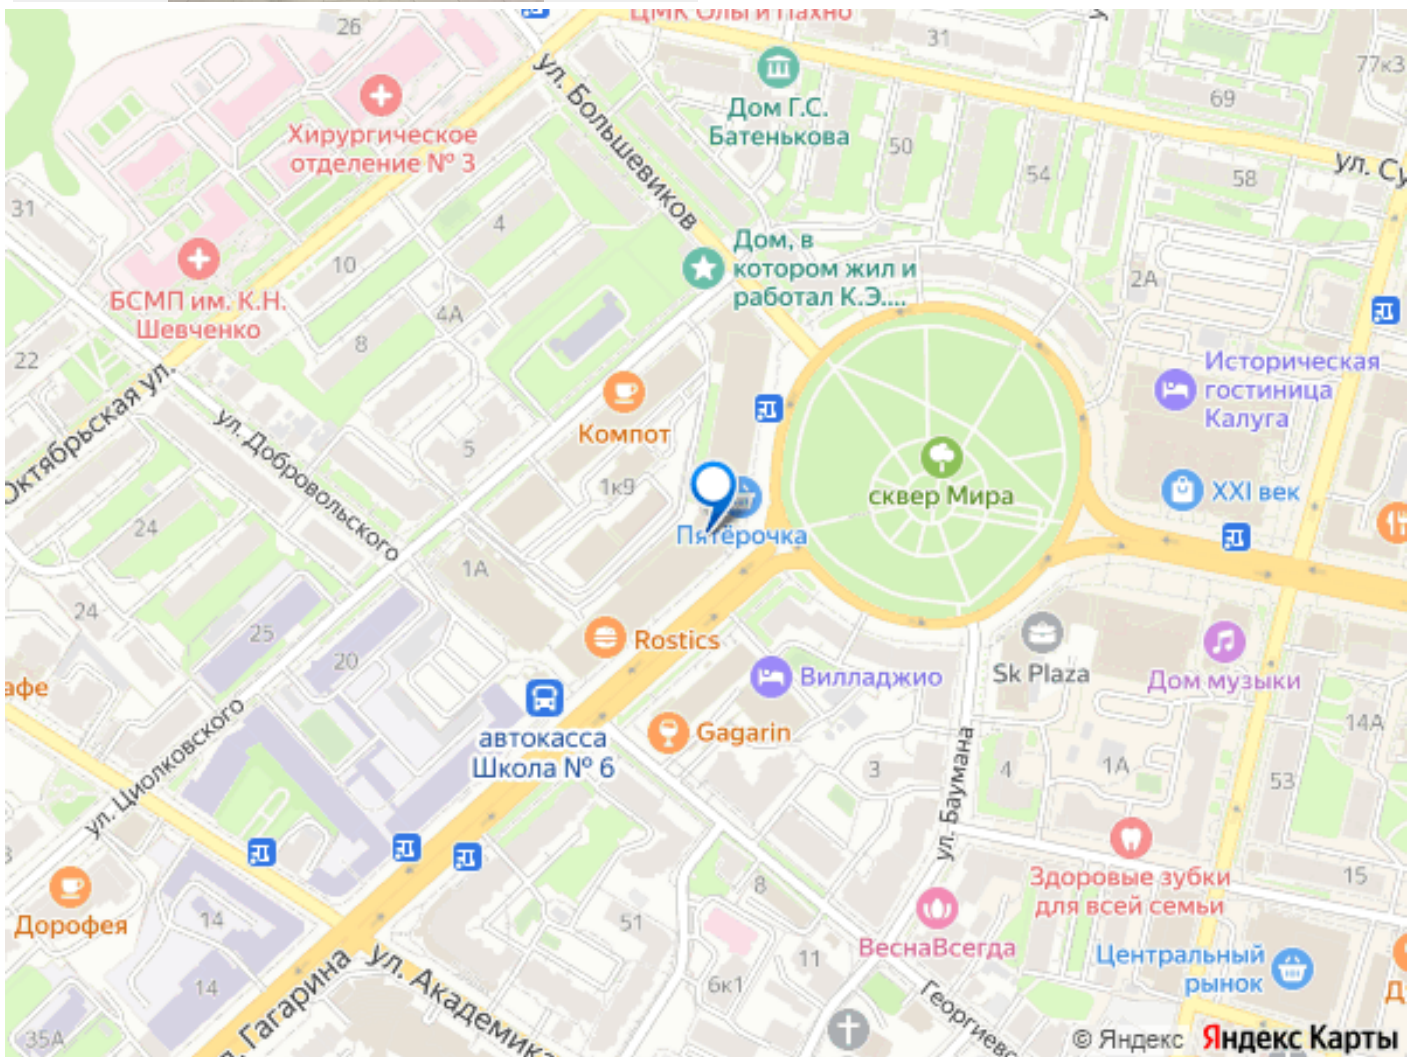 ЦМК Ольги Пахно
26
31
77к3
69
Дом Г.С.
Батенькова
Хирургическое
отделение № 3
ул. Большевиков
50
54
58
ул. Су
31
4
10
Дом, в
котором жил и
работал К.Э....
2А
БСМП им. К.Н.
Шевченко
4А
8
22
Историческая
гостиница
Калуга
Октябрьская ул.
ул. Добровольского
Компот
5
1к9
сквер Мира
XXI век
Пятёрочка
24
1А
24
25
20
Rostics
Sk Plaza
Вилладжио
Дом музыки
афе
автокасса
Школа № 6
Gagarin
14А
ул. Циолковского
3
ул. Баумана
4
1А
53
Здоровые зубки
для всей семьи
15
8
Дорофея
14
51
ВеснаВсегда
Центральный
рынок
11
6к1
14
Гагарина
ул. Академика
Георгиевс
35А
Д
© Яндекс Яндекс Карты